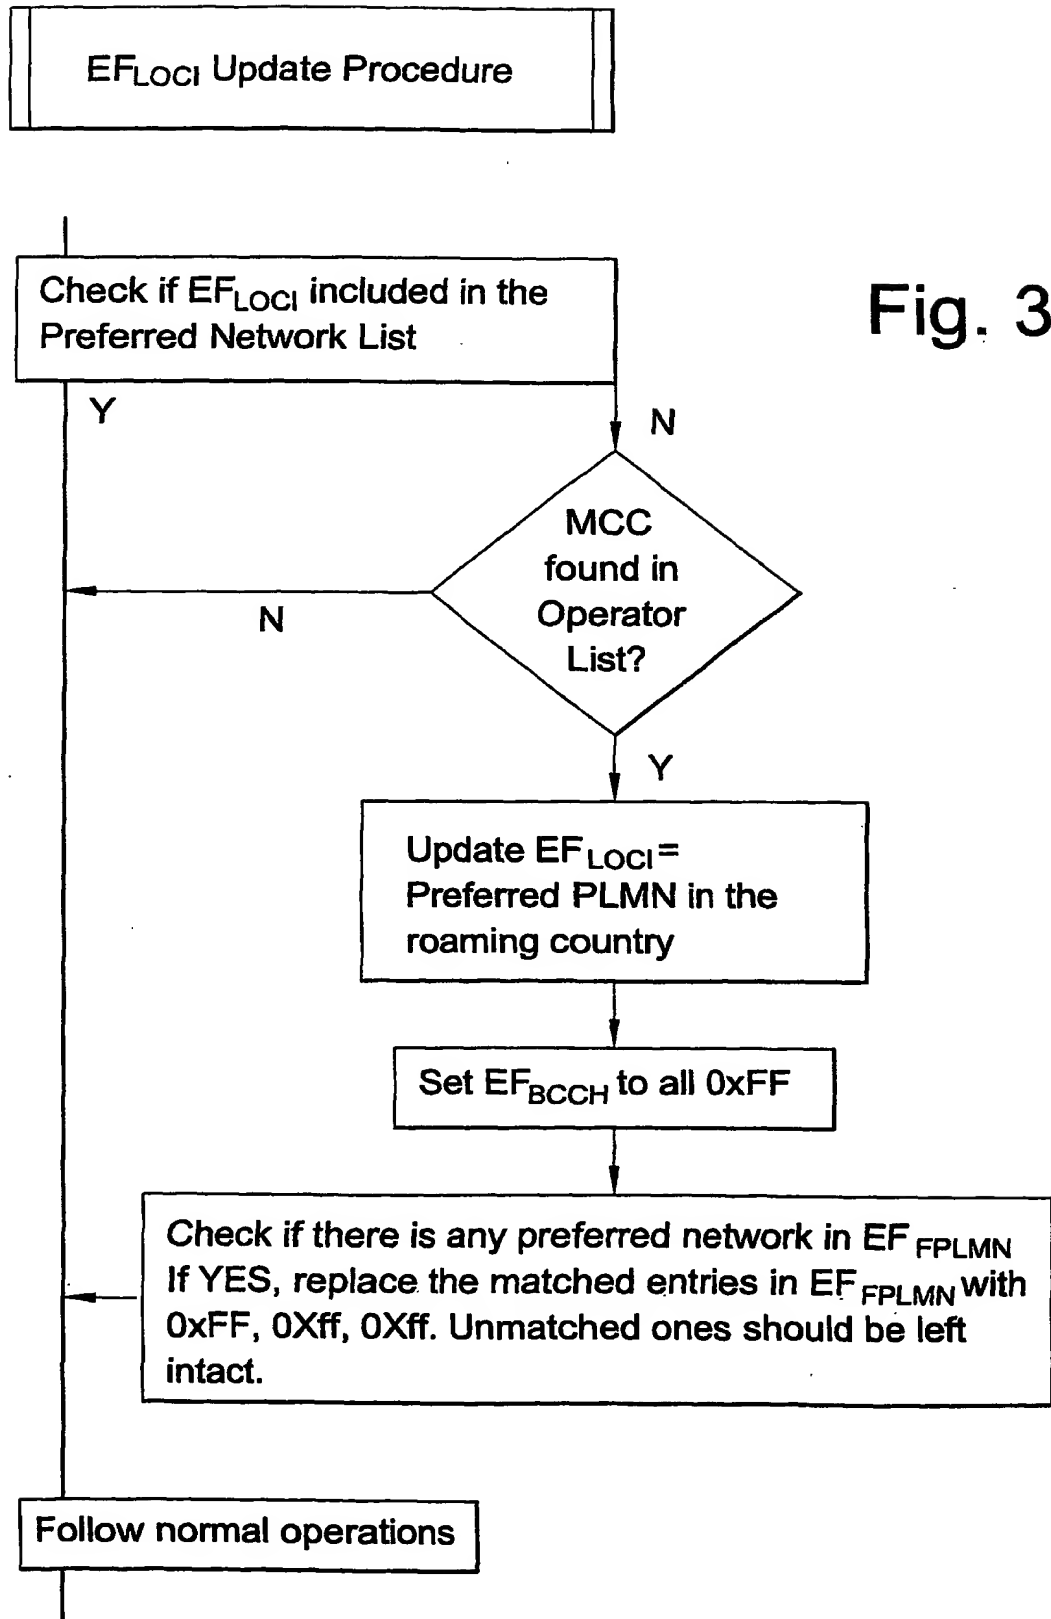 EFLOCI Update Procedure
Check if EFLOCI included in the
Preferred Network List
Fig. 3
Y
N
MCC
found in
Operator
List?
N
Y
Update EFLOCI=
Preferred PLMN in the
roaming country
Set EFBCCH to all 0xFF
Check if there is any preferred network in EF FPLMN
If YES, replace the matched entries in EF FPLMN with
0xFF, 0Xff, 0Xff. Unmatched ones should be left
intact.
Follow normal operations